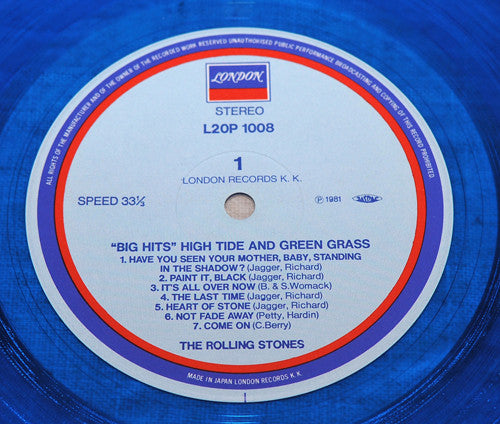 ALL RIGHTS OF THE MANUFACTURER AND OF THE OWNER OF THE RECORDED WORK RESERVED UNAUTHORISED PUBLIC PERFORMANCE BROADCASTING AND COPYING OF THIS RECORD PROHIBITED
LONDON
STEREO
L20P 1008
1
LONDON RECORDS K. K.
SPEED 33⅓
Ⓟ 1981
JASRAC
"BIG HITS" HIGH TIDE AND GREEN GRASS
1. HAVE YOU SEEN YOUR MOTHER, BABY, STANDING
IN THE SHADOW? (Jagger, Richard)
2. PAINT IT, BLACK (Jagger, Richard)
3. IT'S ALL OVER NOW (B. & S.Womack)
4. THE LAST TIME (Jagger, Richard)
5. HEART OF STONE (Jagger, Richard)
6. NOT FADE AWAY (Petty, Hardin)
7. COME ON (C.Berry)
THE ROLLING STONES
MADE IN JAPAN LONDON RECORDS K. K.